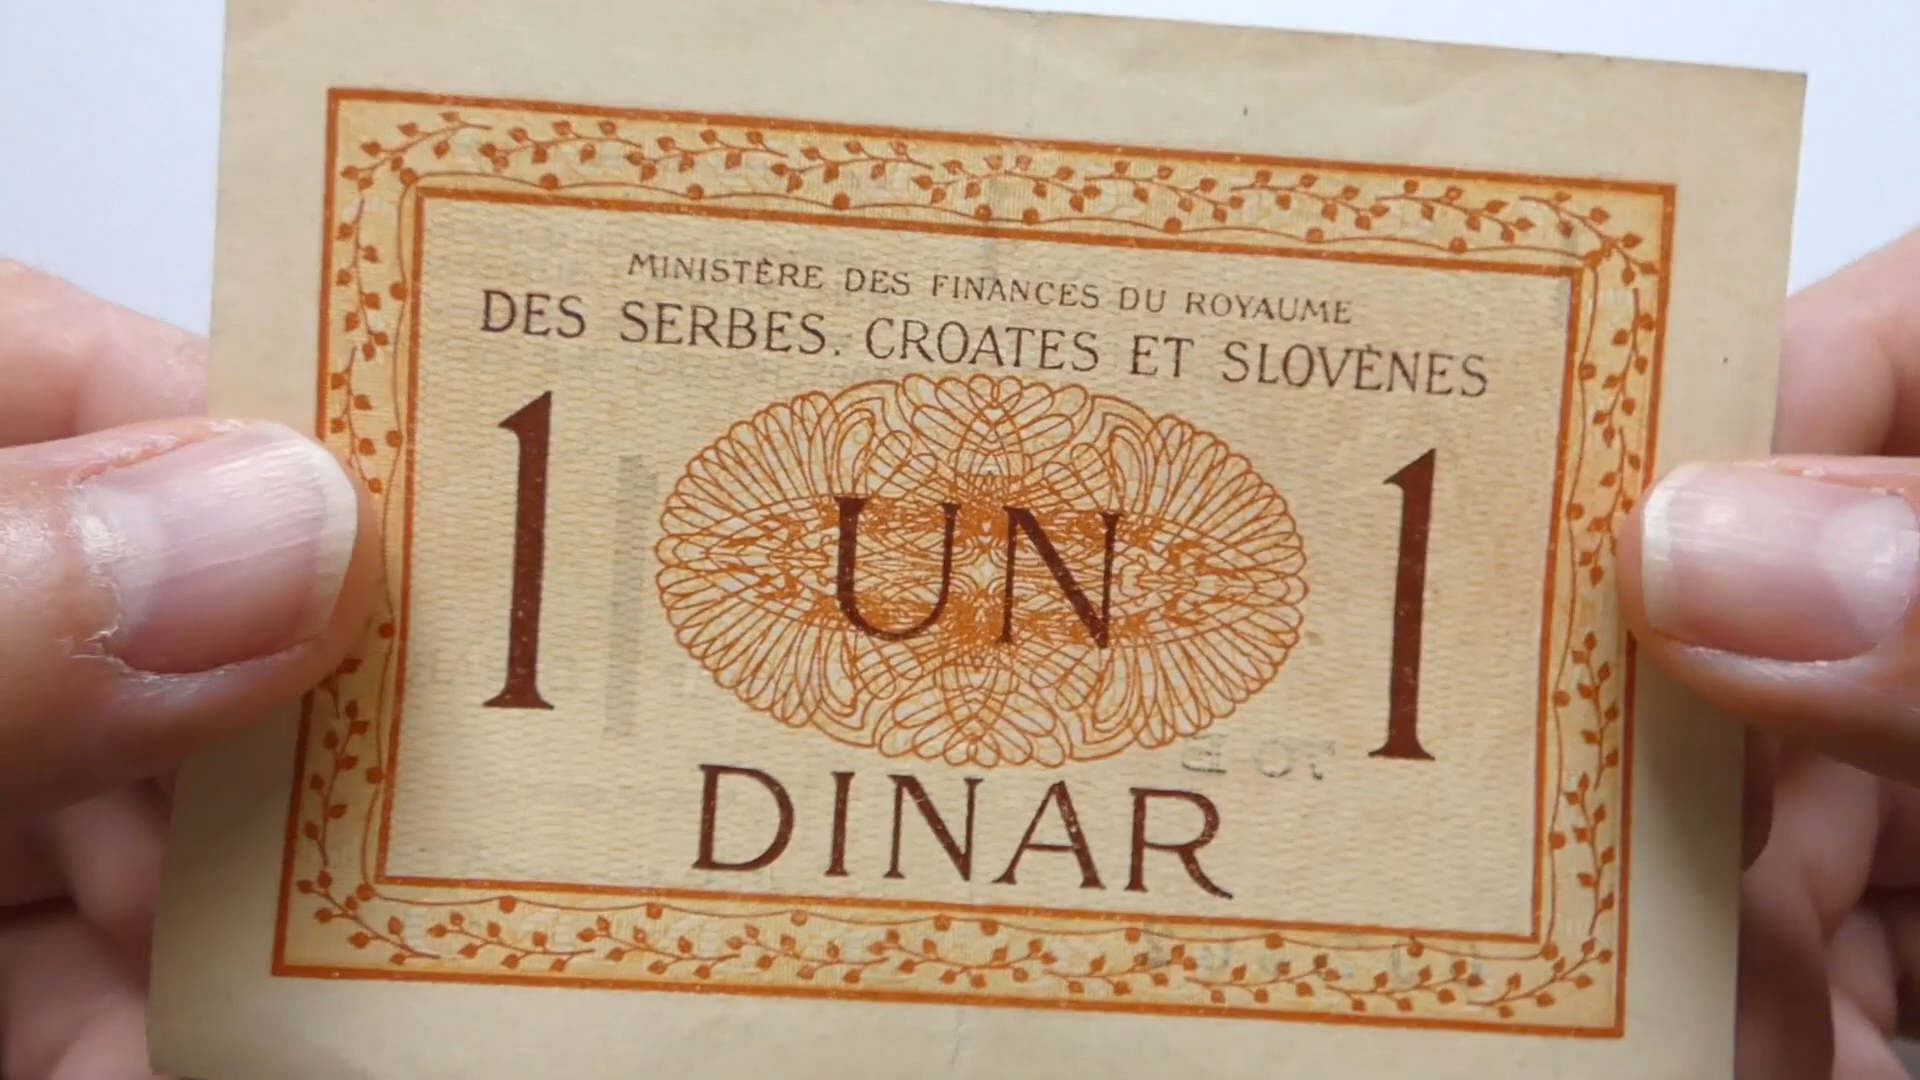 MINISTÈRE DES FINANCES DU ROYAUME
DES SERBES, CROATES ET SLOVÈNES
1 UN 1
DINAR